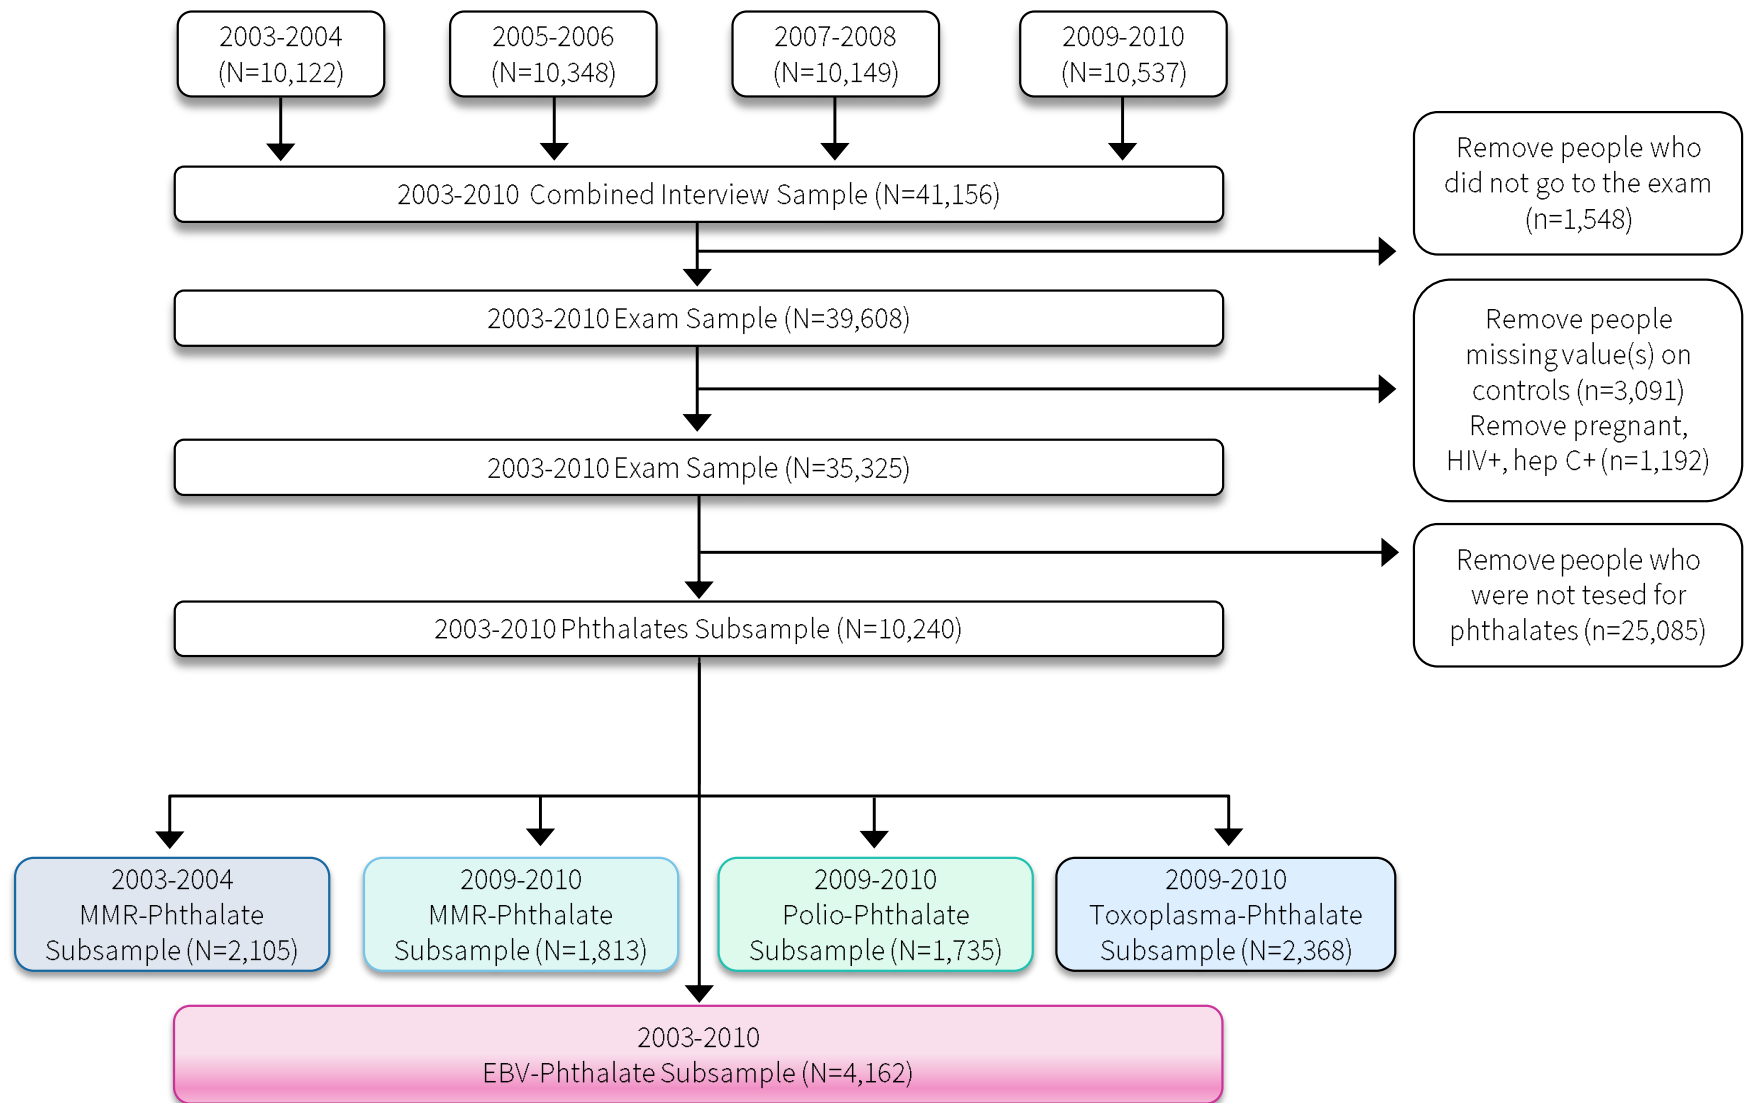 2003-2004
(N=10,122)
2005-2006
(N=10,348)
2007-2008
(N=10,149)
2009-2010
(N=10,537)
2003-2010 Combined Interview Sample (N=41,156)
Remove people who
did not go to the exam
(n=1,548)
2003-2010 Exam Sample (N=39,608)
Remove people
missing value(s) on
controls (n=3,091)
Remove pregnant,
HIV+, hep C+ (n=1,192)
2003-2010 Exam Sample (N=35,325)
Remove people who
were not tesed for
phthalates (n=25,085)
2003-2010 Phthalates Subsample (N=10,240)
2003-2004
MMR-Phthalate
Subsample (N=2,105)
2009-2010
MMR-Phthalate
Subsample (N=1,813)
2009-2010
Polio-Phthalate
Subsample (N=1,735)
2009-2010
Toxoplasma-Phthalate
Subsample (N=2,368)
2003-2010
EBV-Phthalate Subsample (N=4,162)